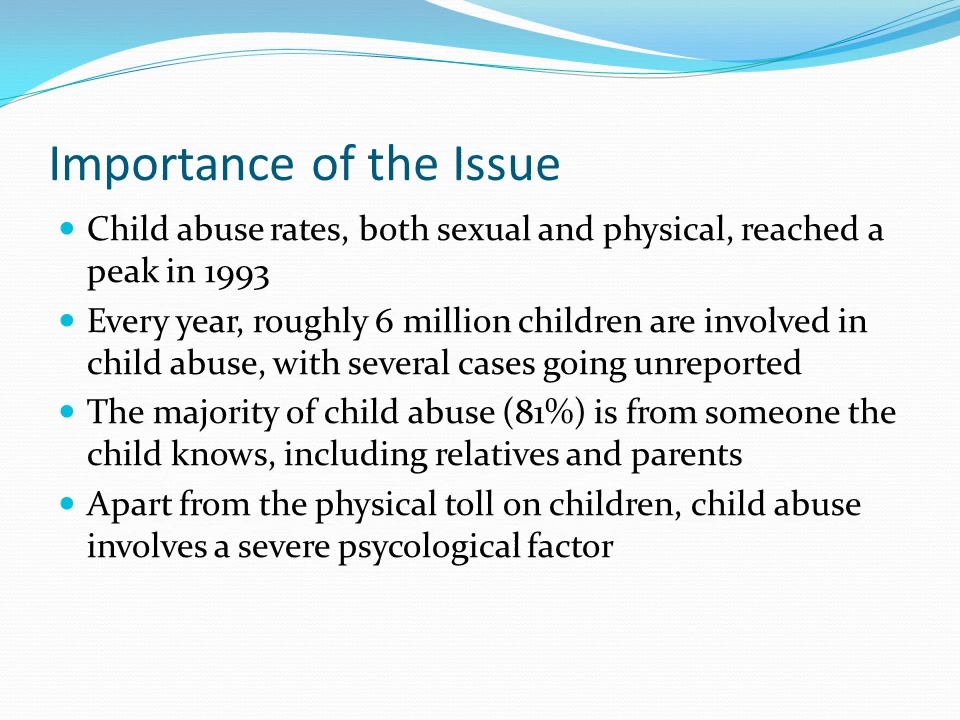 Importance of the Issue
Child abuse rates, both sexual and physical, reached a
peak in 1993
Every year, roughly 6 million children are involved in
child abuse, with several cases going unreported
The majority of child abuse (81%) is from someone the
child knows, including relatives and parents
Apart from the physical toll on children, child abuse
involves a severe psycological factor